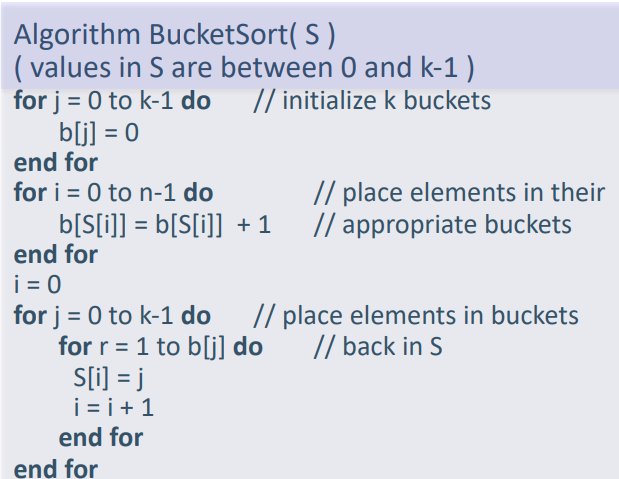 Algorithm BucketSort( S )
( values in S are between 0 and k-1 )
for j = 0 to k-1 do // initialize k buckets
b[j] = 0
end for
for i = 0 to n-1 do // place elements in their
b[S[i]] = b[S[i]] + 1 // appropriate buckets
end for
i = 0
for j = 0 to k-1 do // place elements in buckets
for r = 1 to b[j] do // back in S
S[i] = j
i = i + 1
end for
end for